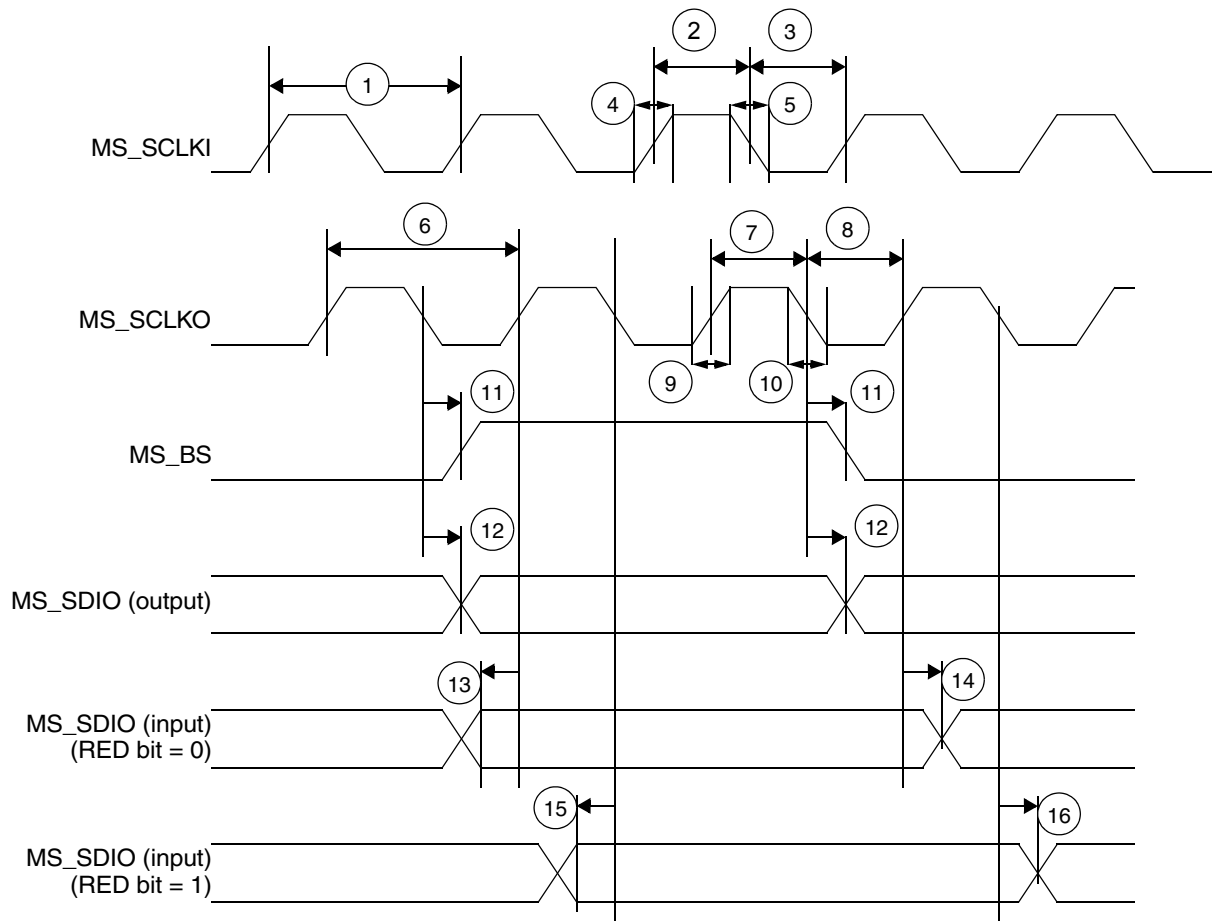 2
3
1
4
5
MS_SCLKI
6
7
8
MS_SCLKO
9
10
11
11
MS_BS
12
12
MS_SDIO (output)
13
14
MS_SDIO (input)
(RED bit = 0)
15
16
MS_SDIO (input)
(RED bit = 1)